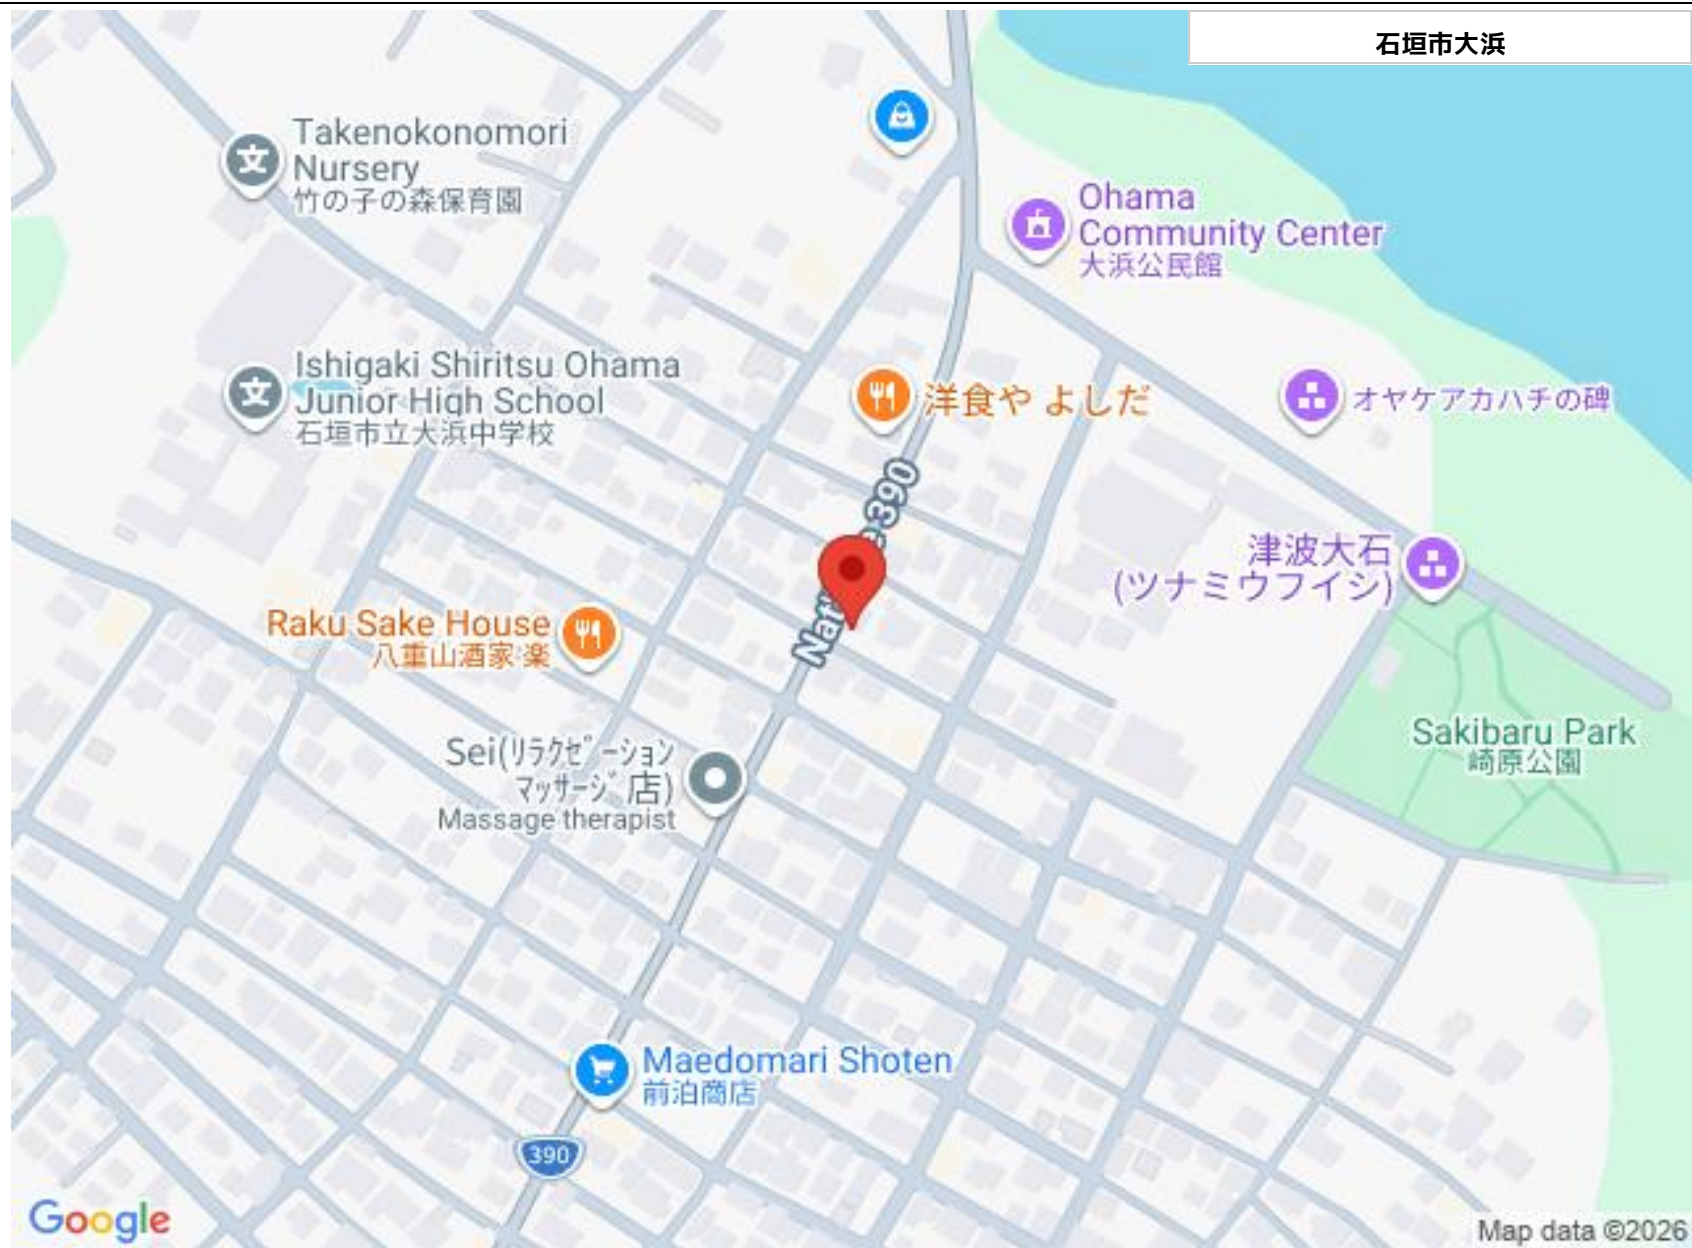 石垣市大浜
Takenokonomori
Nursery
竹の子の森保育園
Ohama
Community Center
大浜公民館
Ishigaki Shiritsu Ohama
Junior High School
石垣市立大浜中学校
洋食や よしだ
オヤケアカハチの碑
390
津波大石
(ツナミウフイシ)
Raku Sake House
八重山酒家 楽
Sei(ﾘﾗｸｾﾞｰｼｮﾝ
ﾏｯｻｰｼﾞ店)
Massage therapist
Sakibaru Park
崎原公園
Maedomari Shoten
前泊商店
390
Google
Map data ©2026